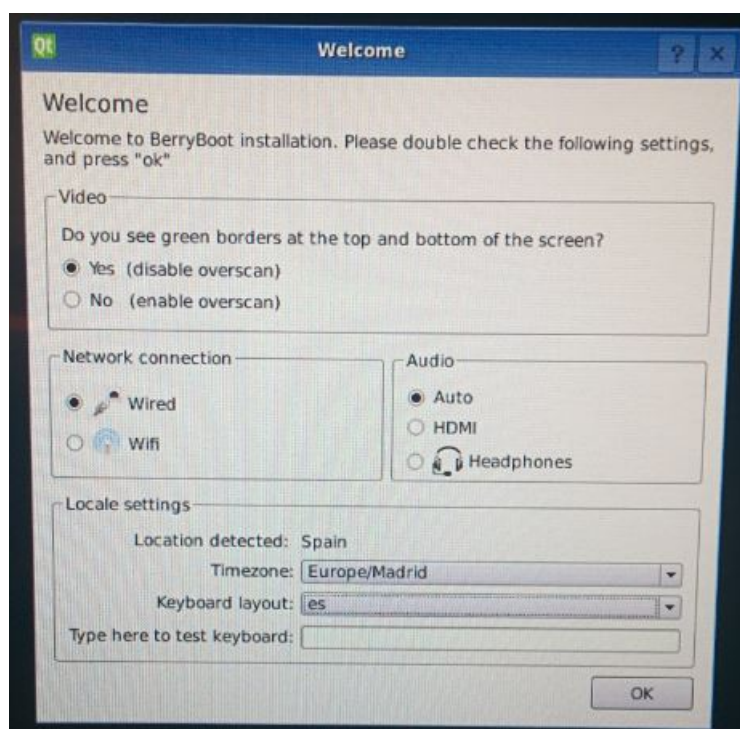 Qt
Welcome
? ×
Welcome
Welcome to BerryBoot installation. Please double check the following settings,
and press "ok"
Video
Do you see green borders at the top and bottom of the screen?
Yes (disable overscan)
No (enable overscan)
Network connection
Wired
Wifi
Audio
Auto
HDMI
Headphones
Locale settings
Location detected: Spain
Timezone: Europe/Madrid
Keyboard layout: es
Type here to test keyboard:
OK